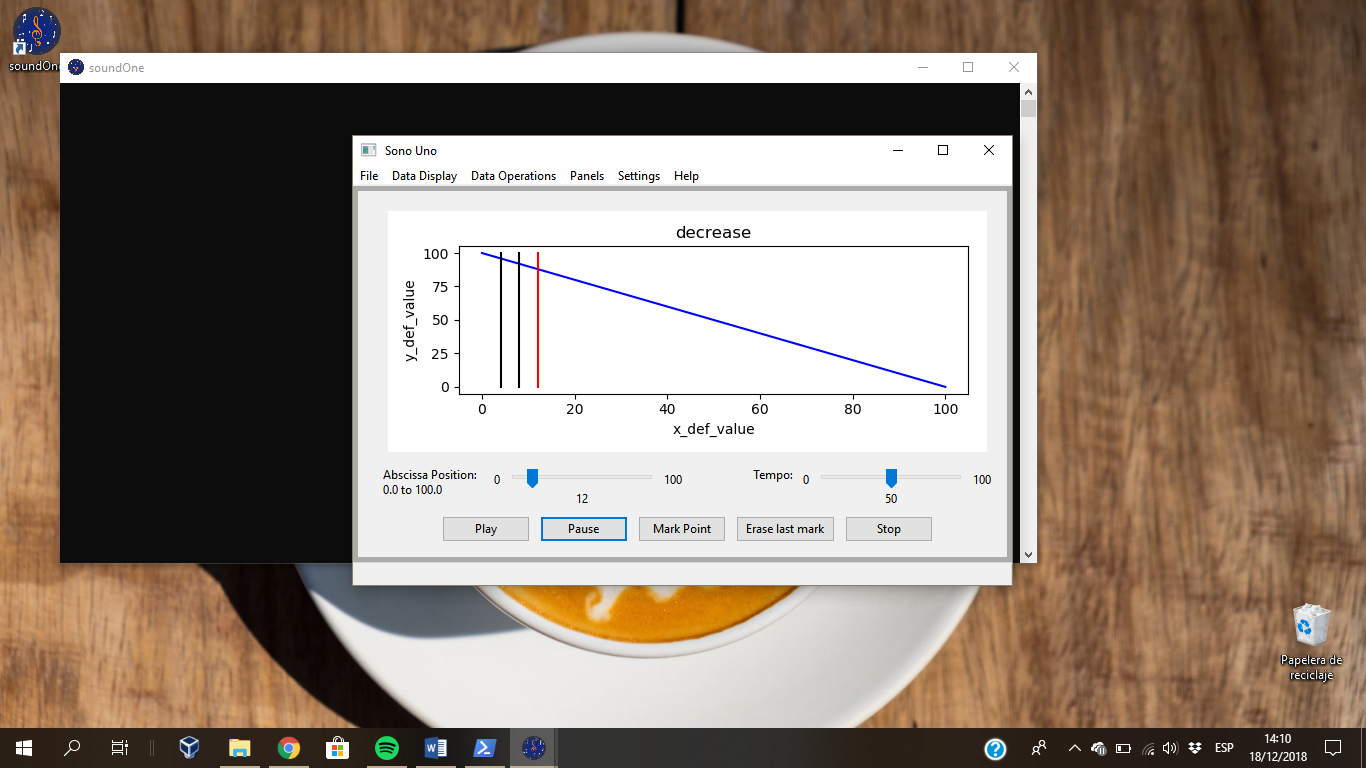 soundOne
soundOne
Sono Uno
File Data Display Data Operations Panels Settings Help
decrease
100
75
50
25
0
y_def_value
0 20 40 60 80 100
x_def_value
Abscissa Position:
0.0 to 100.0
0 100
12
Tempo: 0 100
50
Play Pause Mark Point Erase last mark Stop
Papelera de
reciclaje
ESP
14:10
18/12/2018